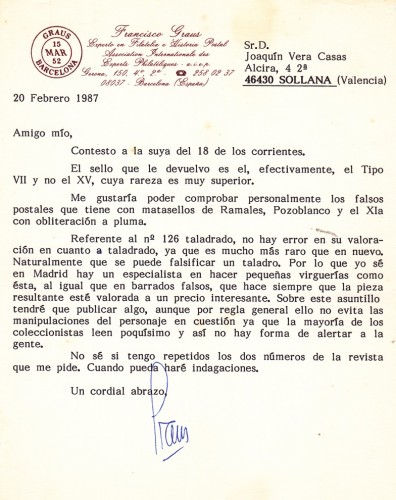 GRAUS
15
MAR
52
BARCELONA
Francisco Graus
Experto en Filatelia e Historia Postal
Association Internationale des
Experts Philatéliques - a.i.e.p.
Gerona, 150, 4º, 2ª - ☎ 258 02 37
08037 - Barcelona (España)
Sr.D.
Joaquín Vera Casas
Alcira, 4 2ª
46430 SOLLANA (Valencia)
20 Febrero 1987
Amigo mío,
Contesto a la suya del 18 de los corrientes.
El sello que le devuelvo es el, efectivamente, el Tipo
VII y no el XV, cuya rareza es muy superior.
Me gustaría poder comprobar personalmente los falsos
postales que tiene con matasellos de Ramales, Pozoblanco y el XIa
con obliteración a pluma.
Referente al nº 126 taladrado, no hay error en su valora-
ción en cuanto a taladrado, ya que es mucho más raro que en nuevo.
Naturalmente que se puede falsificar un taladro. Por lo que yo sé
en Madrid hay un especialista en hacer pequeñas virguerías como
ésta, al igual que en barrados falsos, que hace siempre que la pieza
resultante esté valorada a un precio interesante. Sobre este asuntillo
tendré que publicar algo, aunque por regla general ello no evita las
manipulaciones del personaje en cuestión ya que la mayoría de los
coleccionistas leen poquísimo y así no hay forma de alertar a la
gente.
No sé si tengo repetidos los dos números de la revista
que me pide. Cuando pueda haré indagaciones.
Un cordial abrazo,
Graus